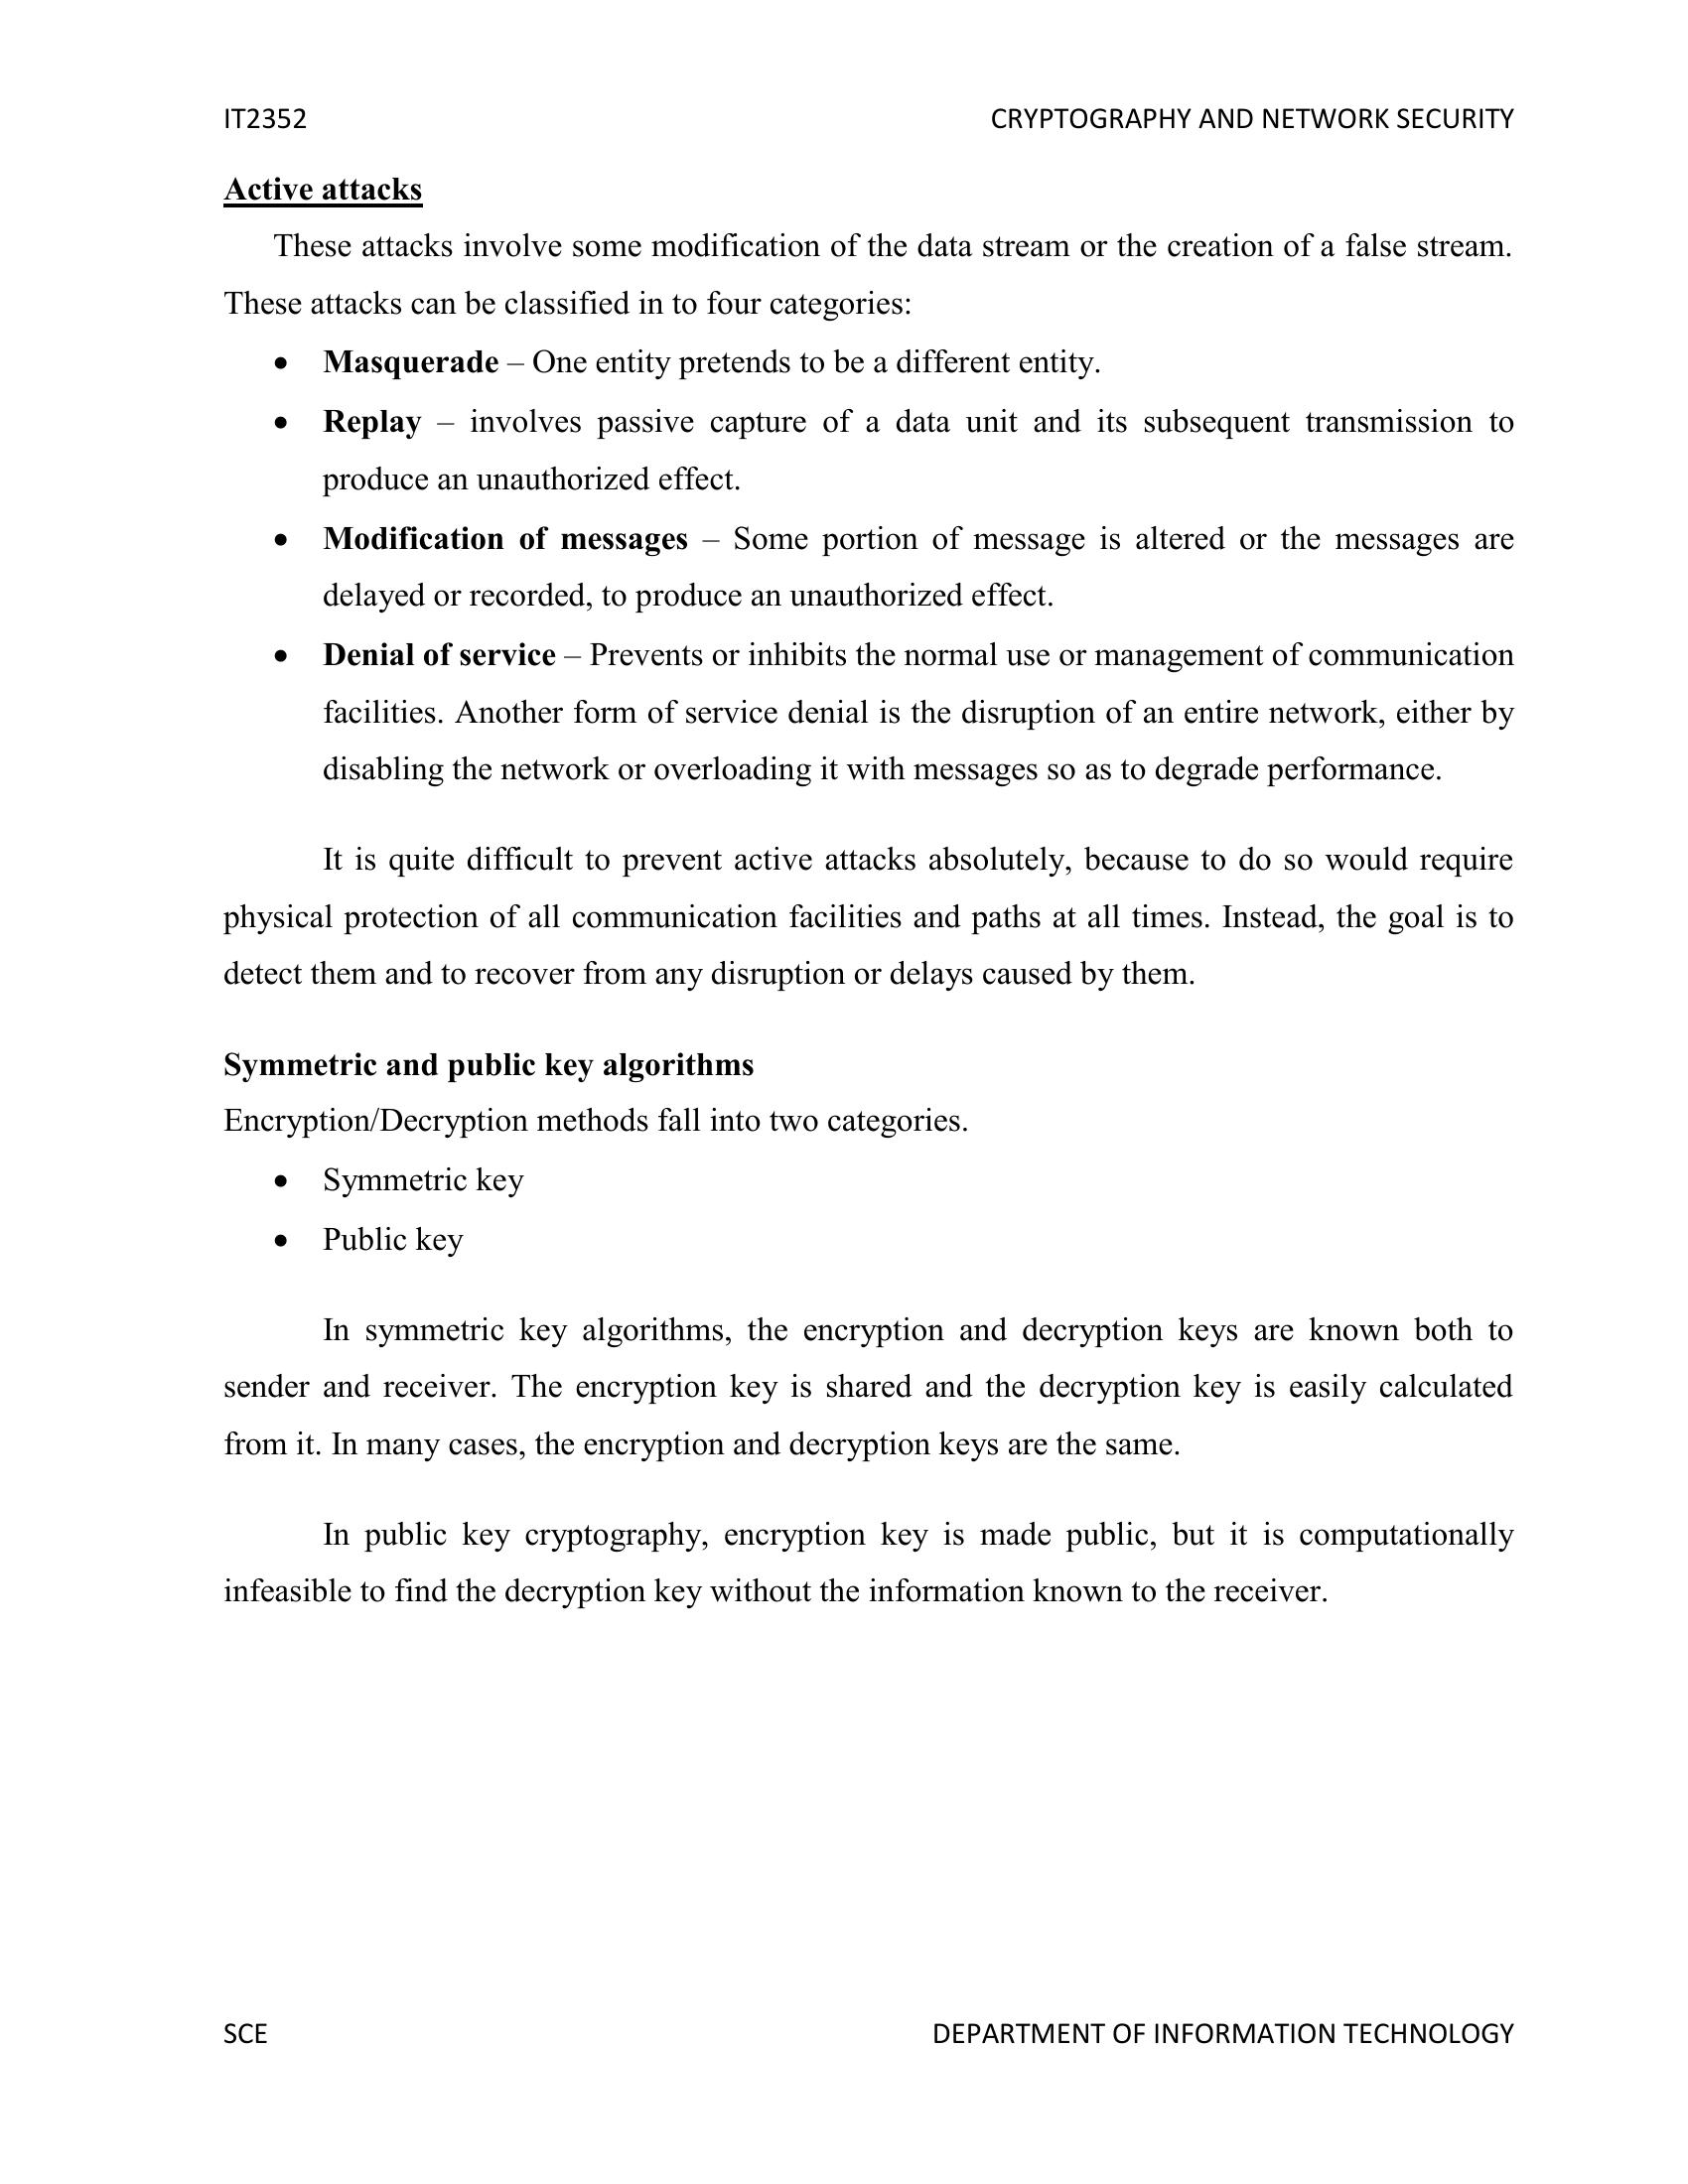 IT2352 CRYPTOGRAPHY AND NETWORK SECURITY
Active attacks
These attacks involve some modification of the data stream or the creation of a false stream.
These attacks can be classified in to four categories:
• Masquerade – One entity pretends to be a different entity.
• Replay – involves passive capture of a data unit and its subsequent transmission to
produce an unauthorized effect.
• Modification of messages – Some portion of message is altered or the messages are
delayed or recorded, to produce an unauthorized effect.
• Denial of service – Prevents or inhibits the normal use or management of communication
facilities. Another form of service denial is the disruption of an entire network, either by
disabling the network or overloading it with messages so as to degrade performance.
It is quite difficult to prevent active attacks absolutely, because to do so would require
physical protection of all communication facilities and paths at all times. Instead, the goal is to
detect them and to recover from any disruption or delays caused by them.
Symmetric and public key algorithms
Encryption/Decryption methods fall into two categories.
• Symmetric key
• Public key
In symmetric key algorithms, the encryption and decryption keys are known both to
sender and receiver. The encryption key is shared and the decryption key is easily calculated
from it. In many cases, the encryption and decryption keys are the same.
In public key cryptography, encryption key is made public, but it is computationally
infeasible to find the decryption key without the information known to the receiver.
SCE DEPARTMENT OF INFORMATION TECHNOLOGY